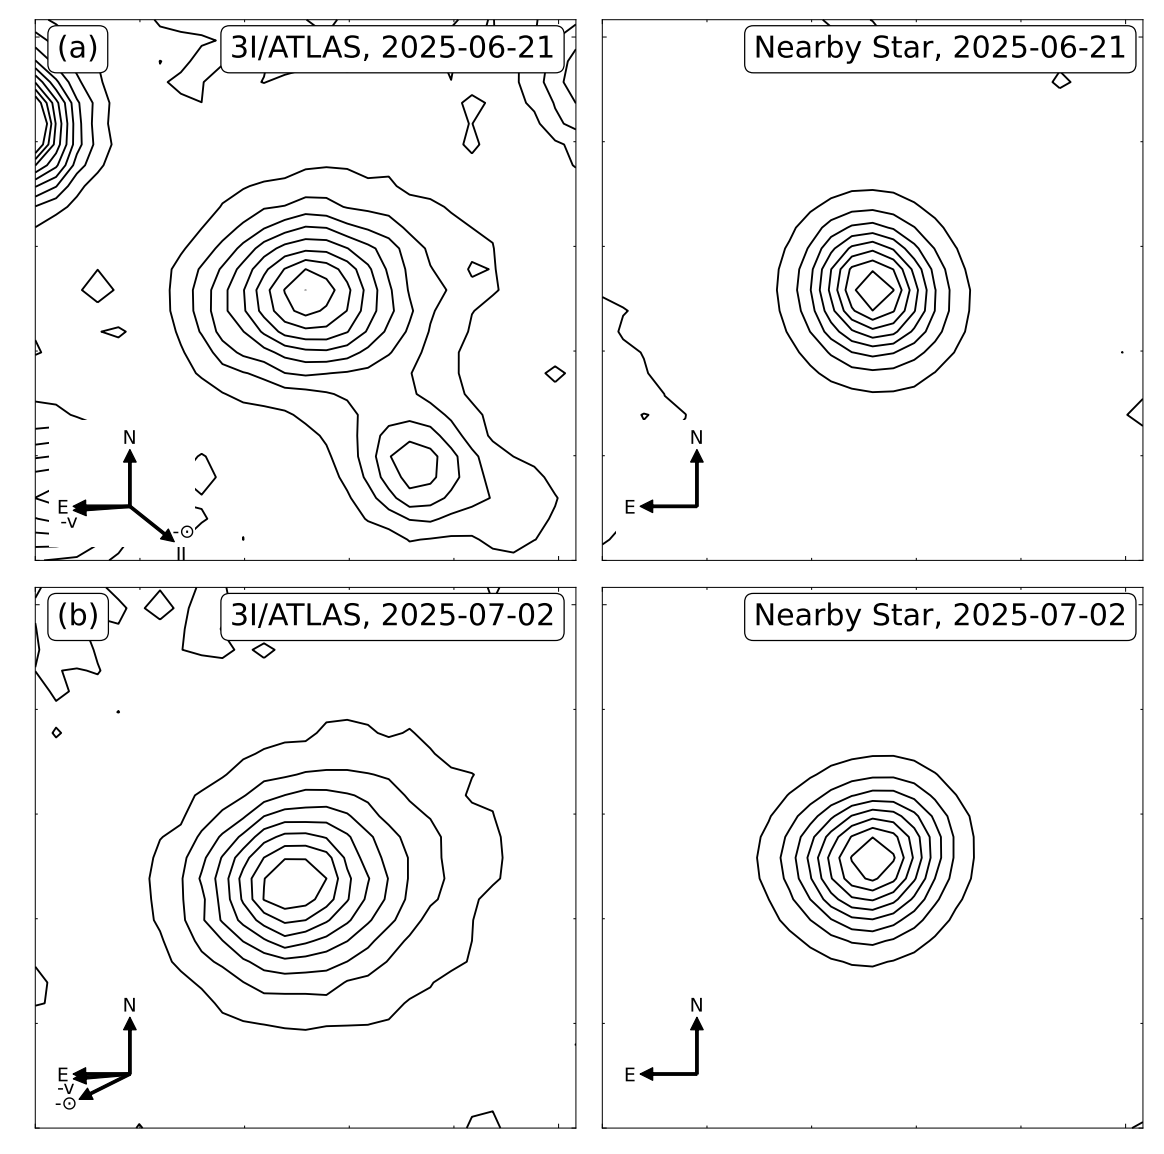 (a)
3I/ATLAS, 2025-06-21
Nearby Star, 2025-06-21
N
E
-v
-⊙
N
E
(b)
3I/ATLAS, 2025-07-02
Nearby Star, 2025-07-02
N
E
-v
-⊙
N
E